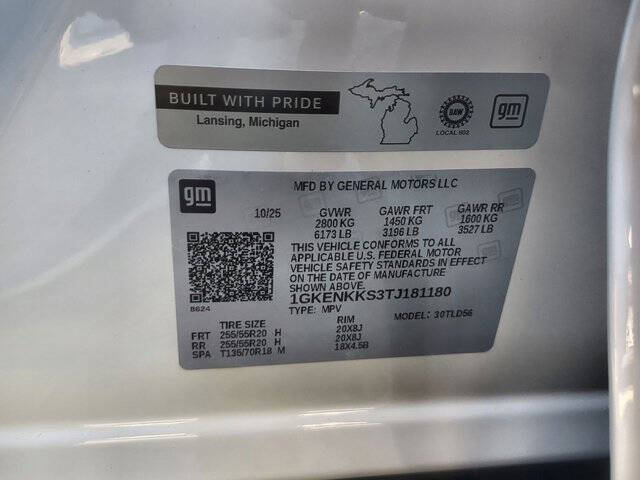 BUILT WITH PRIDE
Lansing, Michigan
UAW
LOCAL 602
gm
gm
MFD BY GENERAL MOTORS LLC
10/25 GVWR GAWR FRT GAWR RR
2800 KG 1450 KG 1600 KG
6173 LB 3196 LB 3527 LB
THIS VEHICLE CONFORMS TO ALL
APPLICABLE U.S. FEDERAL MOTOR
VEHICLE SAFETY STANDARDS IN EFFECT
ON THE DATE OF MANUFACTURE
SHOWN ABOVE.
1GKENKKS3TJ181180
8624
TYPE: MPV MODEL: 30TLD56
TIRE SIZE RIM
FRT 255/55R20 H 20X8J
RR 255/55R20 H 20X8J
SPA T135/70R18 M 18X4.5B